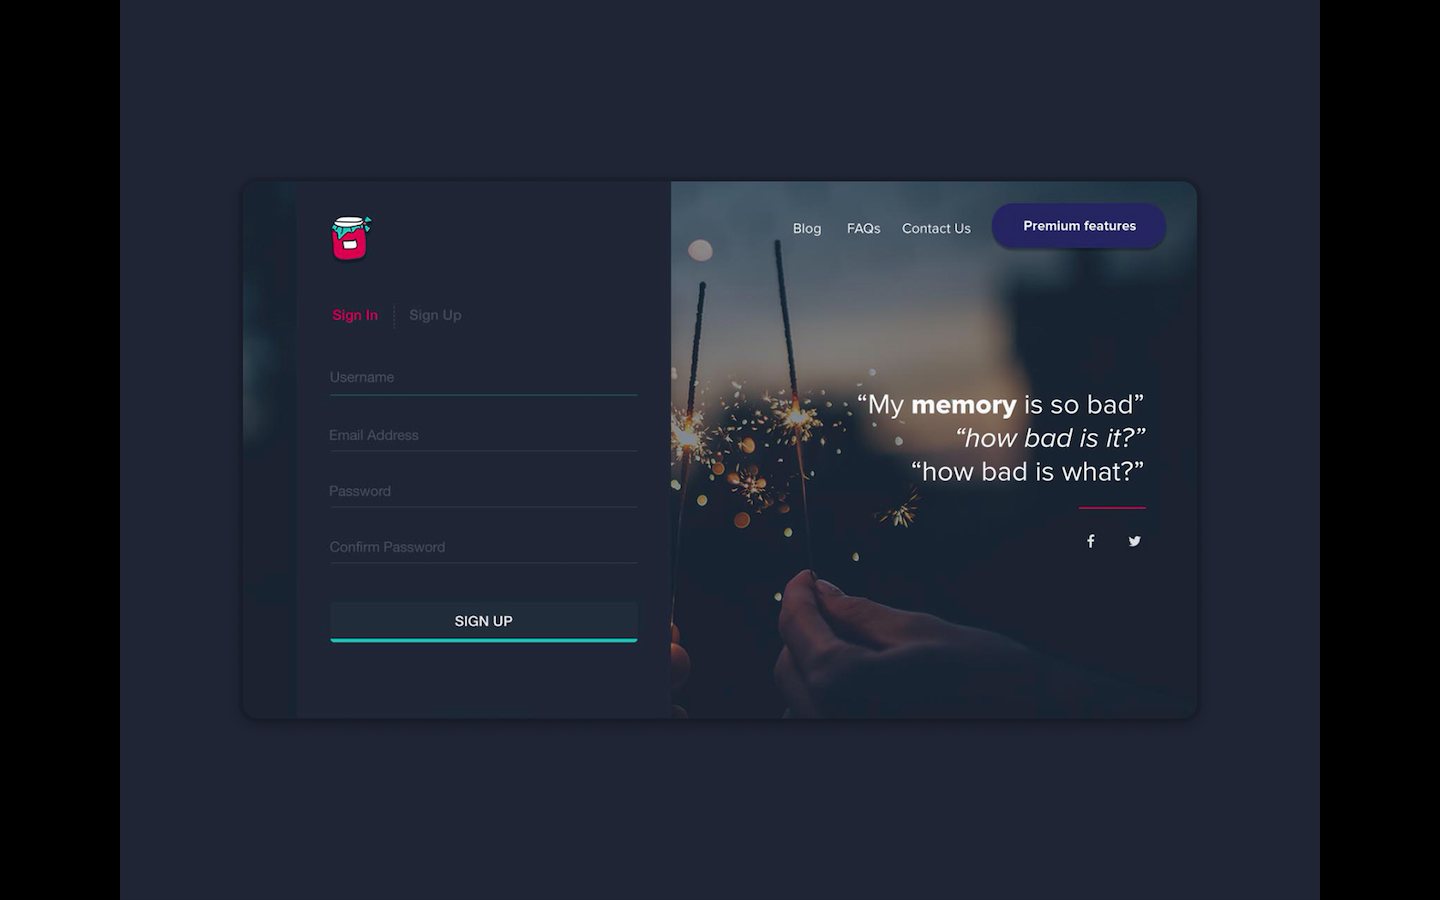 Blog FAQs Contact Us Premium features
Sign In Sign Up
Username
Email Address
Password
Confirm Password
SIGN UP
“My memory is so bad”
“how bad is it?”
“how bad is what?”